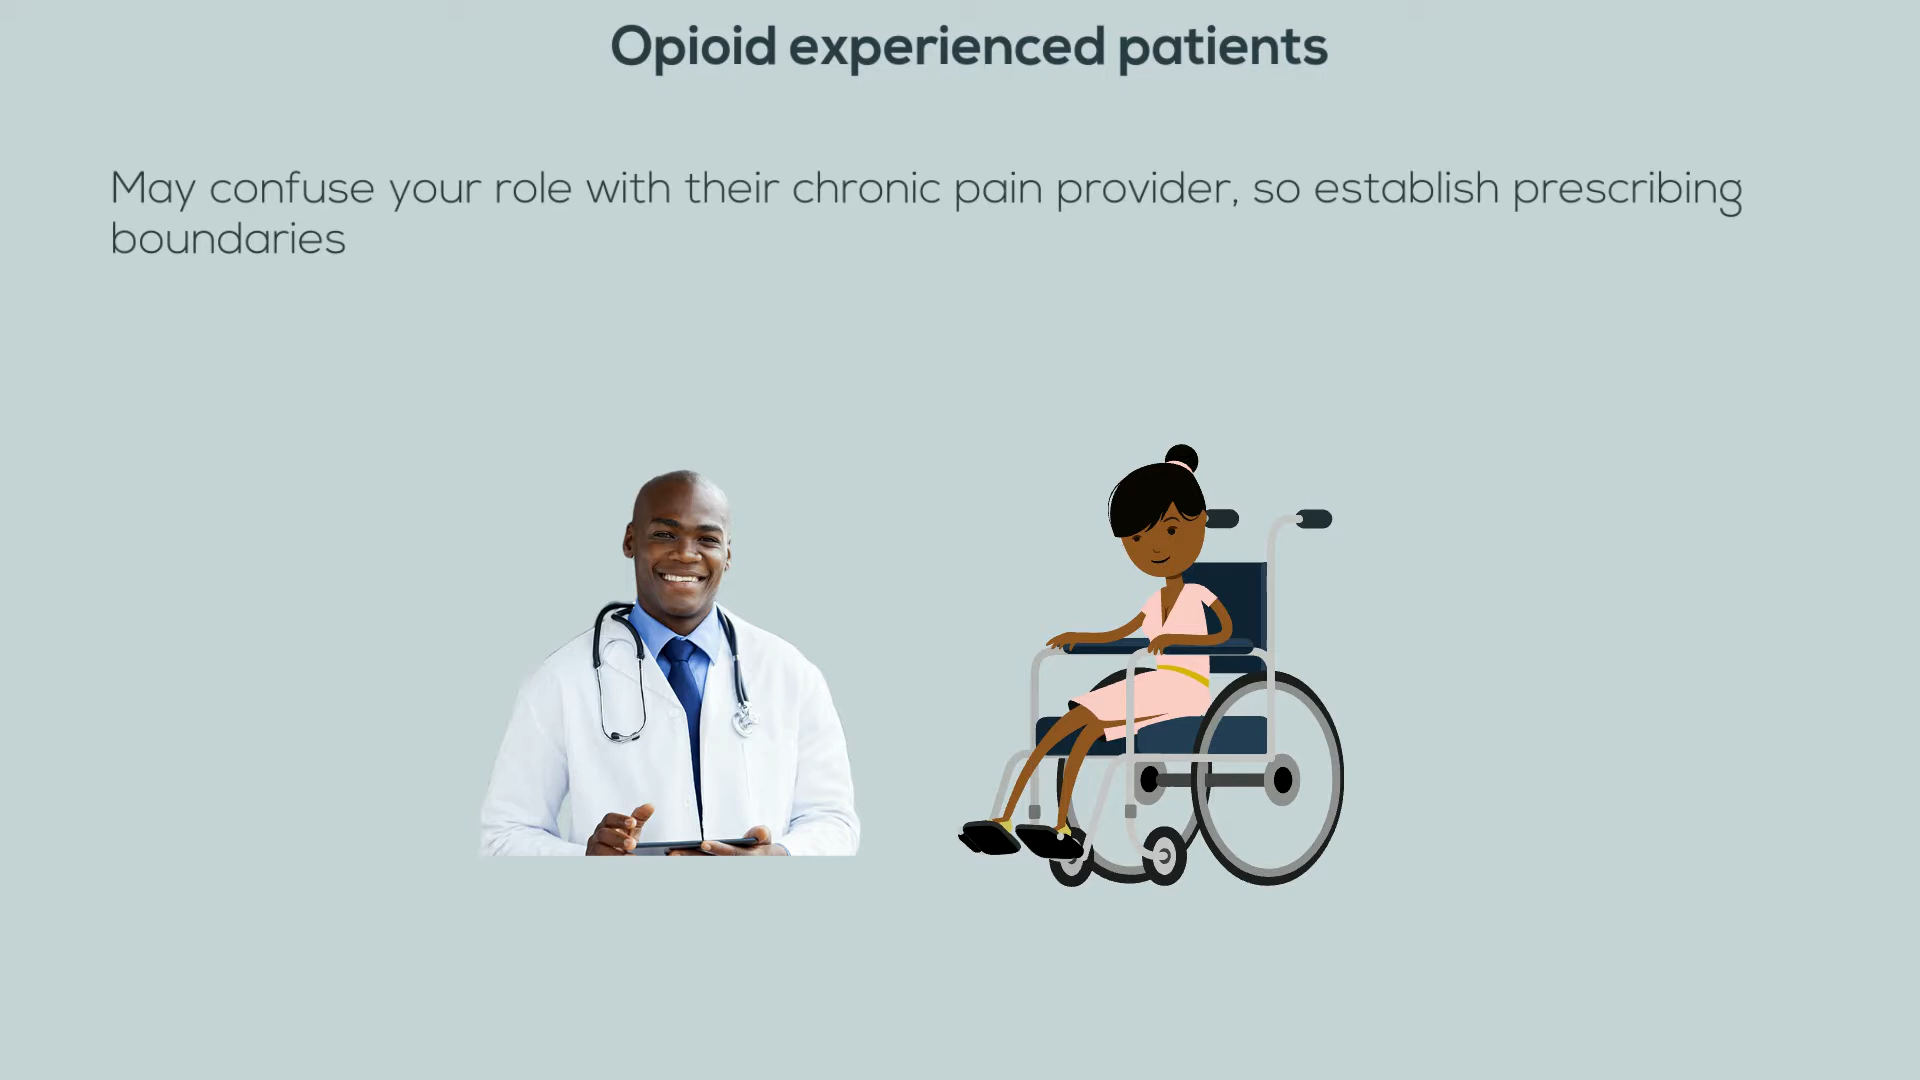 Opioid experienced patients
May confuse your role with their chronic pain provider, so establish prescribing
boundaries